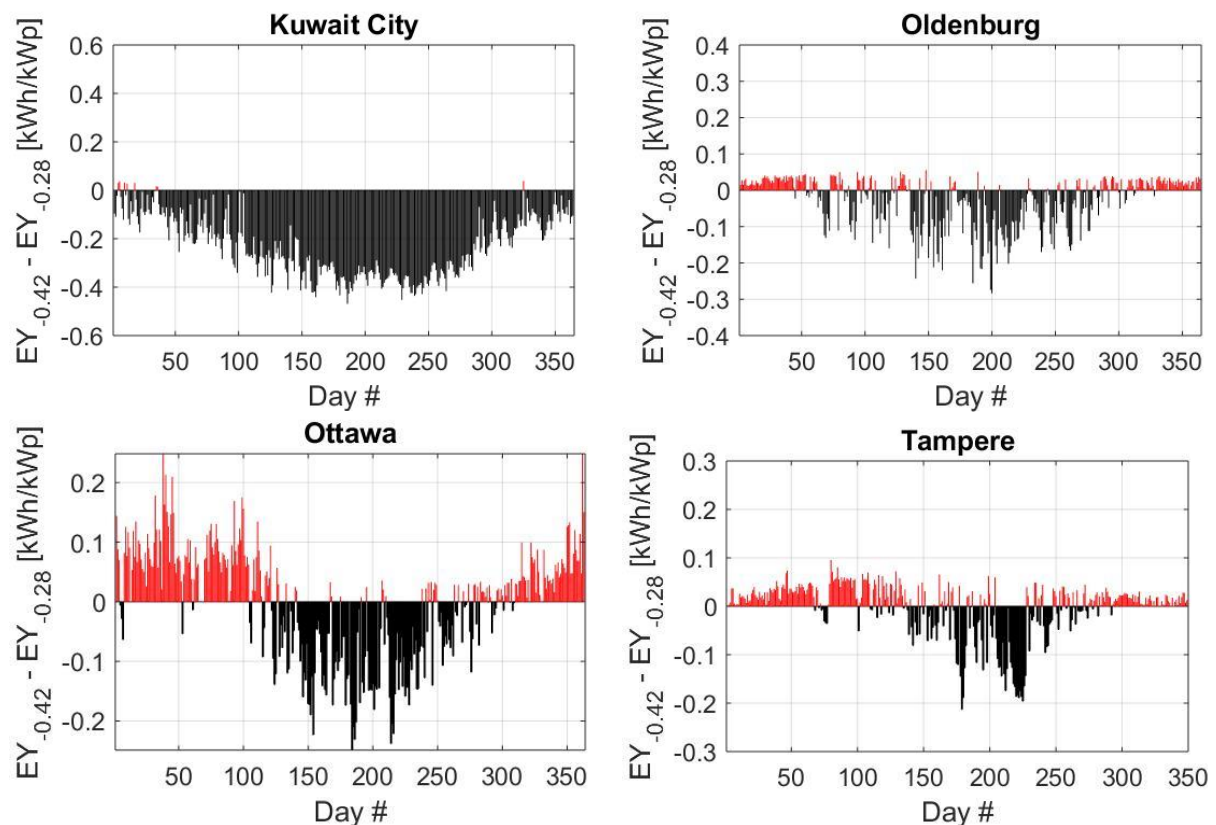 Kuwait City
0.6
0.4
0.2
0
-0.2
-0.4
-0.6
EY-0.42 - EY-0.28 [kWh/kWp]
50 100 150 200 250 300 350
Day #
Oldenburg
0.4
0.3
0.2
0.1
0
-0.1
-0.2
-0.3
-0.4
EY-0.42 - EY-0.28 [kWh/kWp]
50 100 150 200 250 300 350
Day #
Ottawa
0.2
0.1
0
-0.1
-0.2
EY-0.42 - EY-0.28 [kWh/kWp]
50 100 150 200 250 300 350
Day #
Tampere
0.3
0.2
0.1
0
-0.1
-0.2
-0.3
EY-0.42 - EY-0.28 [kWh/kWp]
50 100 150 200 250 300 350
Day #